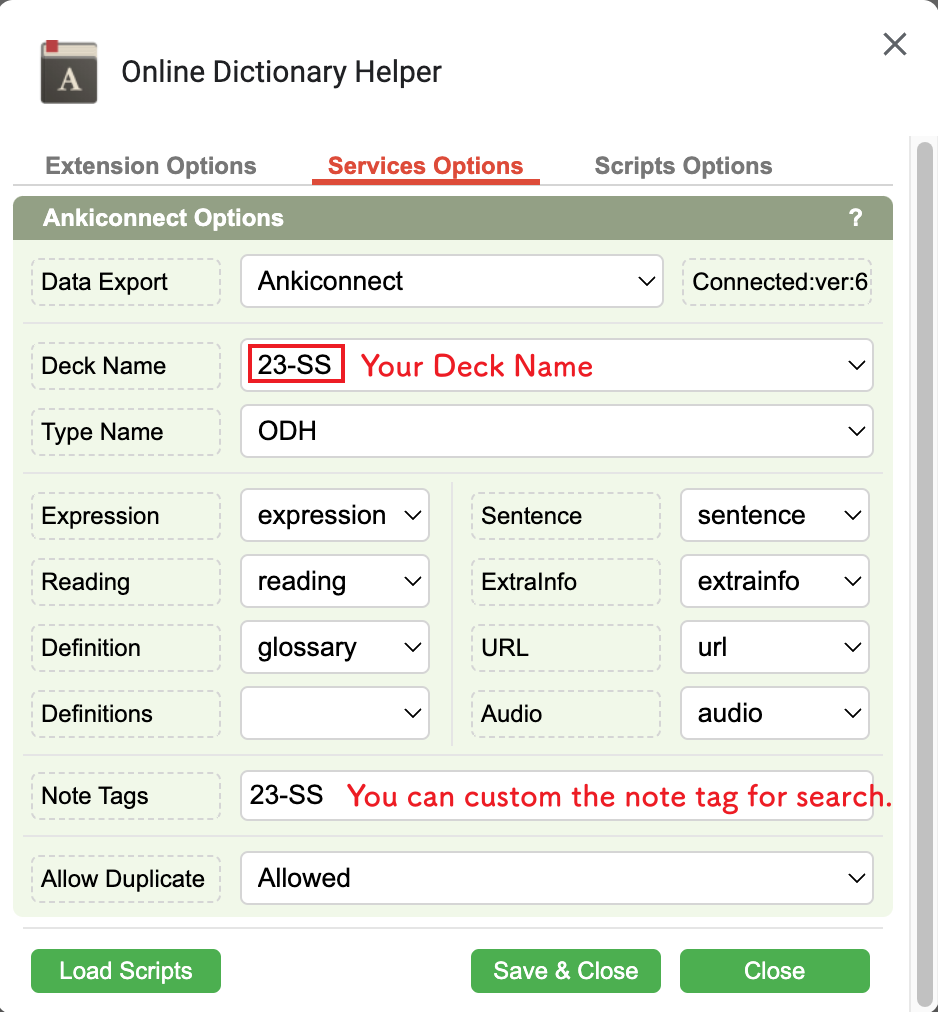 A
Online Dictionary Helper
Extension Options Services Options Scripts Options
Ankiconnect Options ?
Data Export Ankiconnect Connected:ver:6
Deck Name 23-SS Your Deck Name
Type Name ODH
Expression expression Sentence sentence
Reading reading ExtraInfo extrainfo
Definition glossary URL url
Definitions Audio audio
Note Tags 23-SS You can custom the note tag for search.
Allow Duplicate Allowed
Load Scripts Save & Close Close